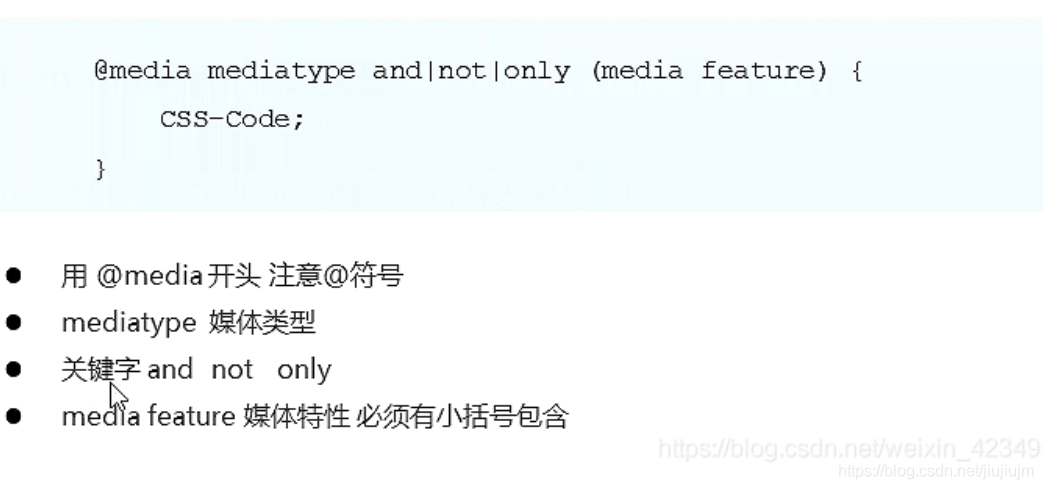 @media mediatype and|not|only (media feature) {
CSS-Code;
}
用 @media 开头 注意@符号
mediatype 媒体类型
关键字 and not only
media feature 媒体特性 必须有小括号包含
https://blog.csdn.net/weixin_42349
https://blog.csdn.net/jiujiujm